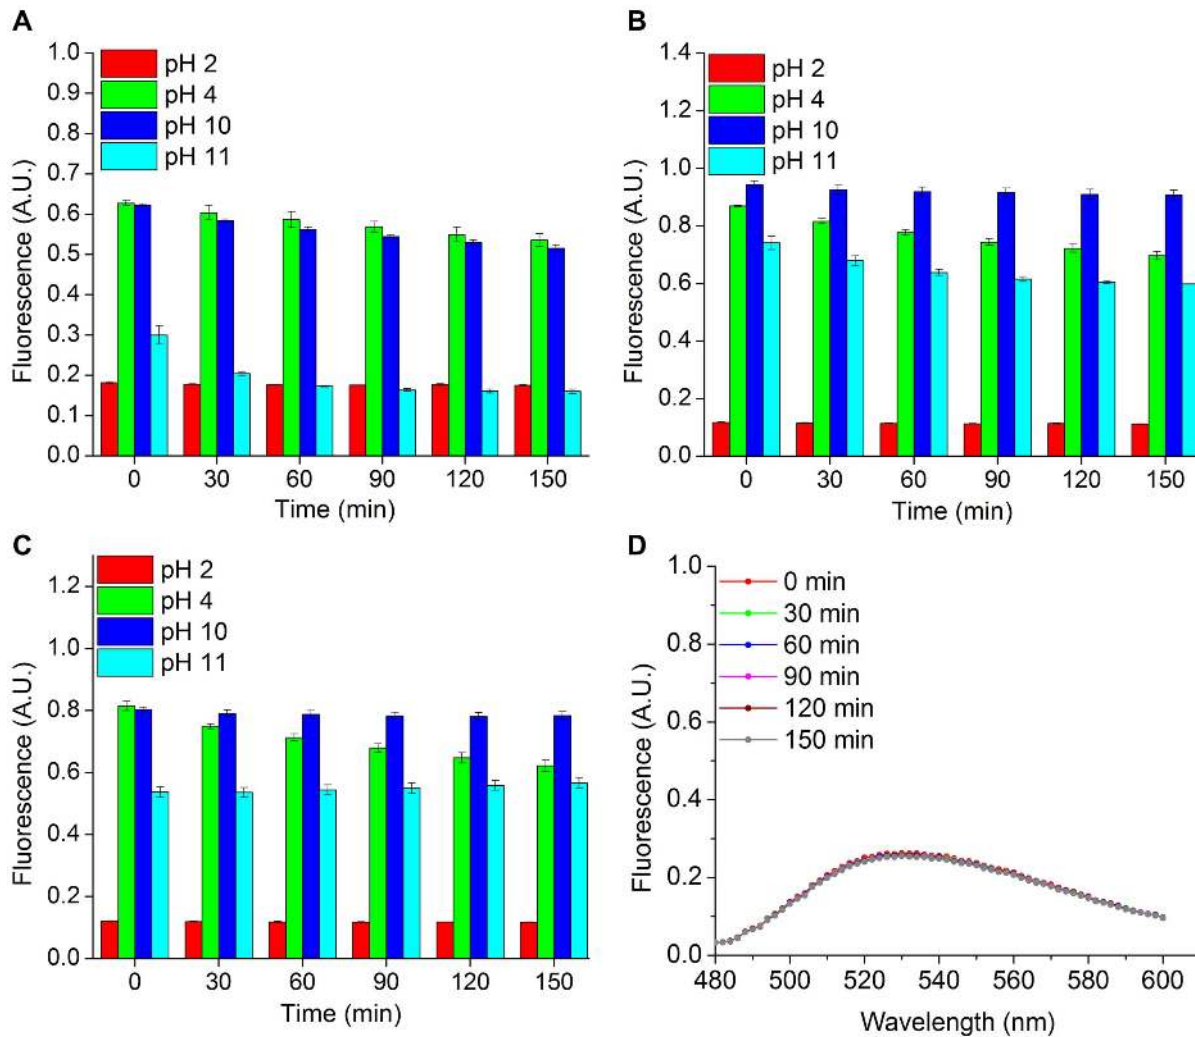 A
Fluorescence (A.U.)
1.0
0.9
0.8
0.7
0.6
0.5
0.4
0.3
0.2
0.1
0.0
pH 2
pH 4
pH 10
pH 11
0 30 60 90 120 150
Time (min)
B
Fluorescence (A.U.)
1.4
1.2
1.0
0.8
0.6
0.4
0.2
0.0
pH 2
pH 4
pH 10
pH 11
0 30 60 90 120 150
Time (min)
C
Fluorescence (A.U.)
1.2
1.0
0.8
0.6
0.4
0.2
0.0
pH 2
pH 4
pH 10
pH 11
0 30 60 90 120 150
Time (min)
D
Fluorescence (A.U.)
1.0
0.8
0.6
0.4
0.2
0.0
0 min
30 min
60 min
90 min
120 min
150 min
480 500 520 540 560 580 600
Wavelength (nm)